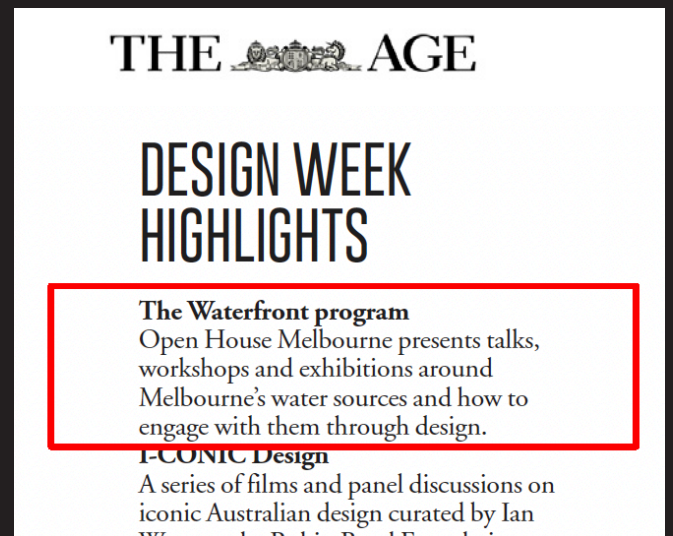 THE AGE
DESIGN WEEK
HIGHLIGHTS
The Waterfront program
Open House Melbourne presents talks,
workshops and exhibitions around
Melbourne's water sources and how to
engage with them through design.
I-CONIC Design
A series of films and panel discussions on
iconic Australian design curated by Ian